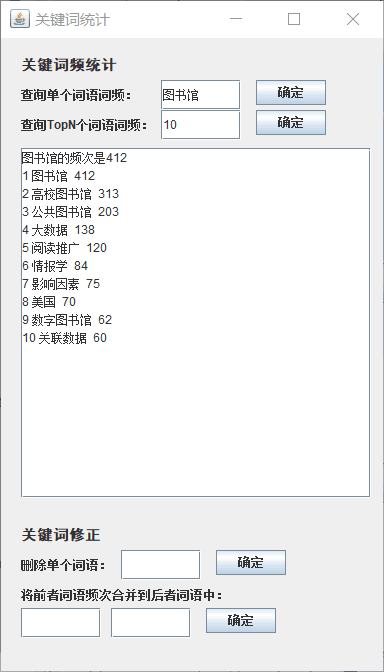 关键词统计
关键词频统计
查询单个词语词频： 图书馆 确定
查询TopN个词语词频： 10 确定
图书馆的频次是412
1 图书馆 412
2 高校图书馆 313
3 公共图书馆 203
4 大数据 138
5 阅读推广 120
6 情报学 84
7 影响因素 75
8 美国 70
9 数字图书馆 62
10 关联数据 60
关键词修正
删除单个词语： 确定
将前者词语频次合并到后者词语中：
确定